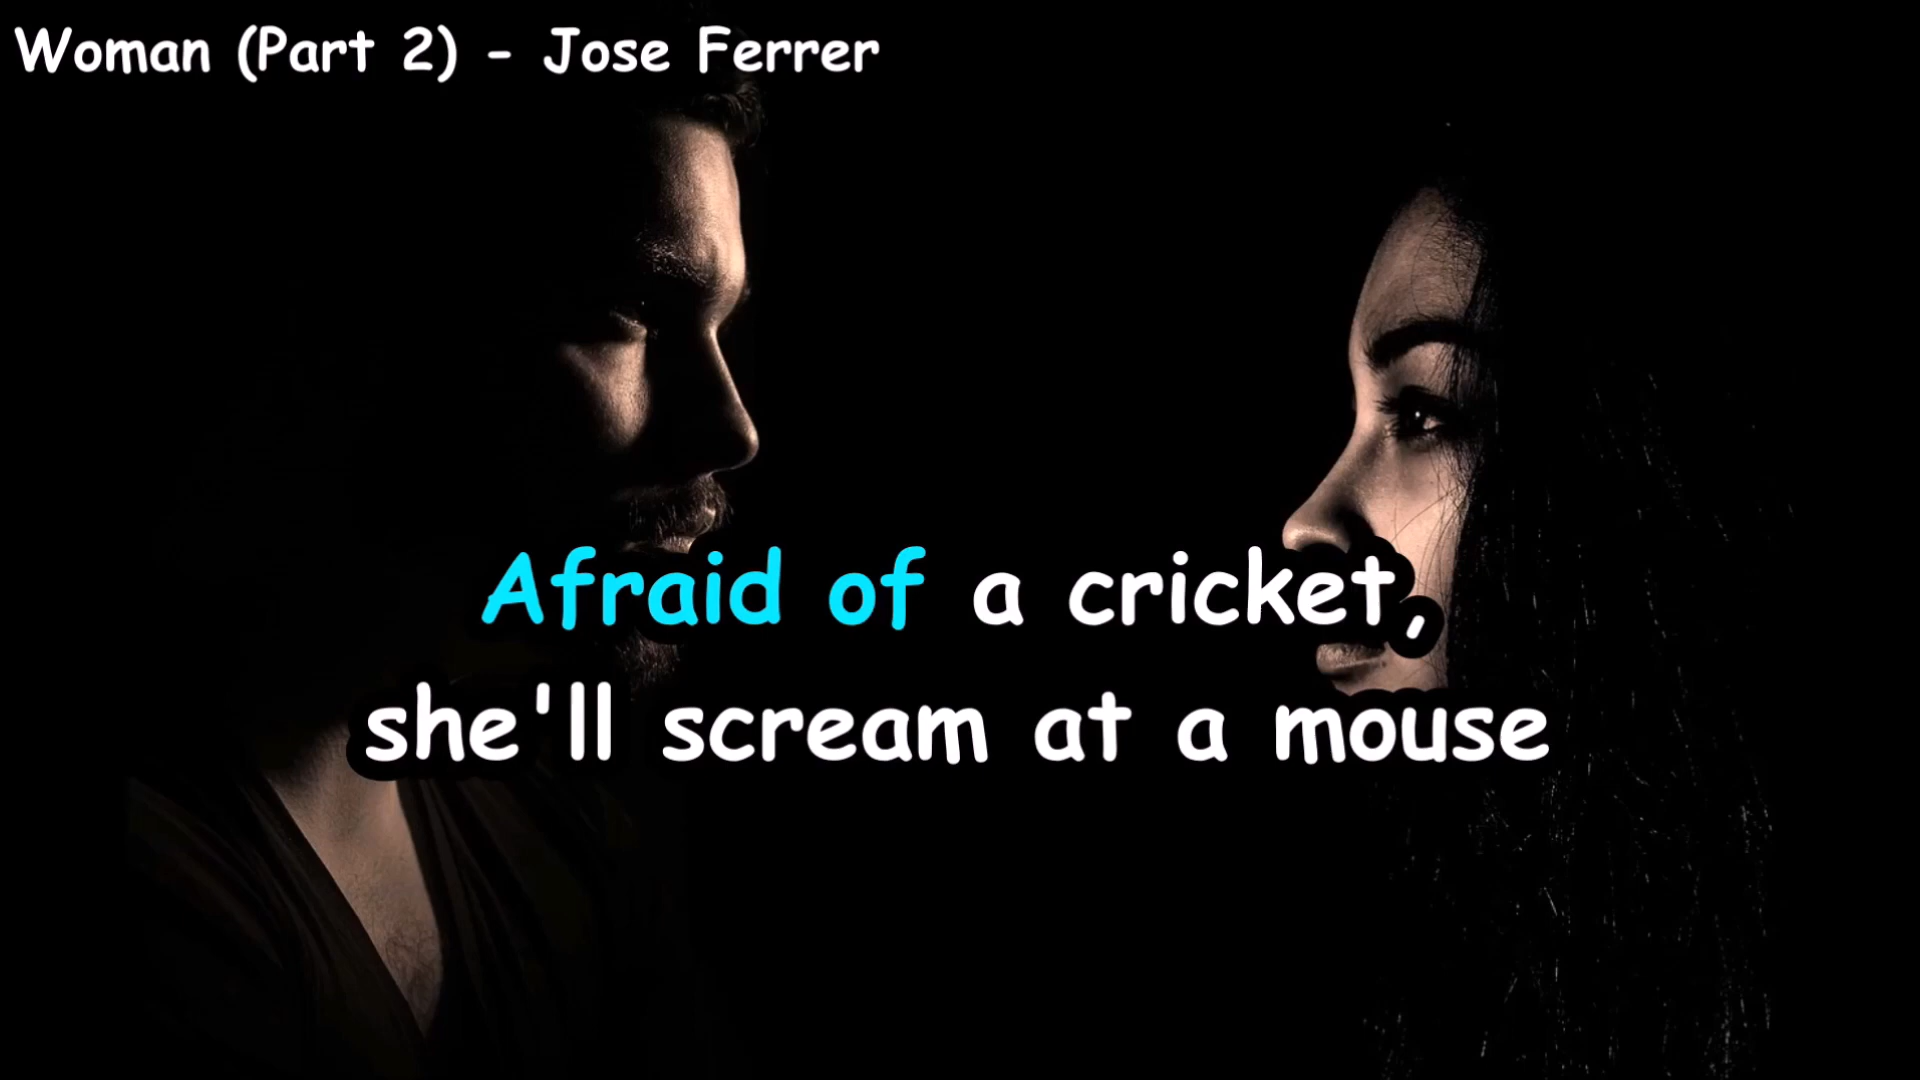 Woman (Part 2) - Jose Ferrer
Afraid of a cricket,
she'll scream at a mouse